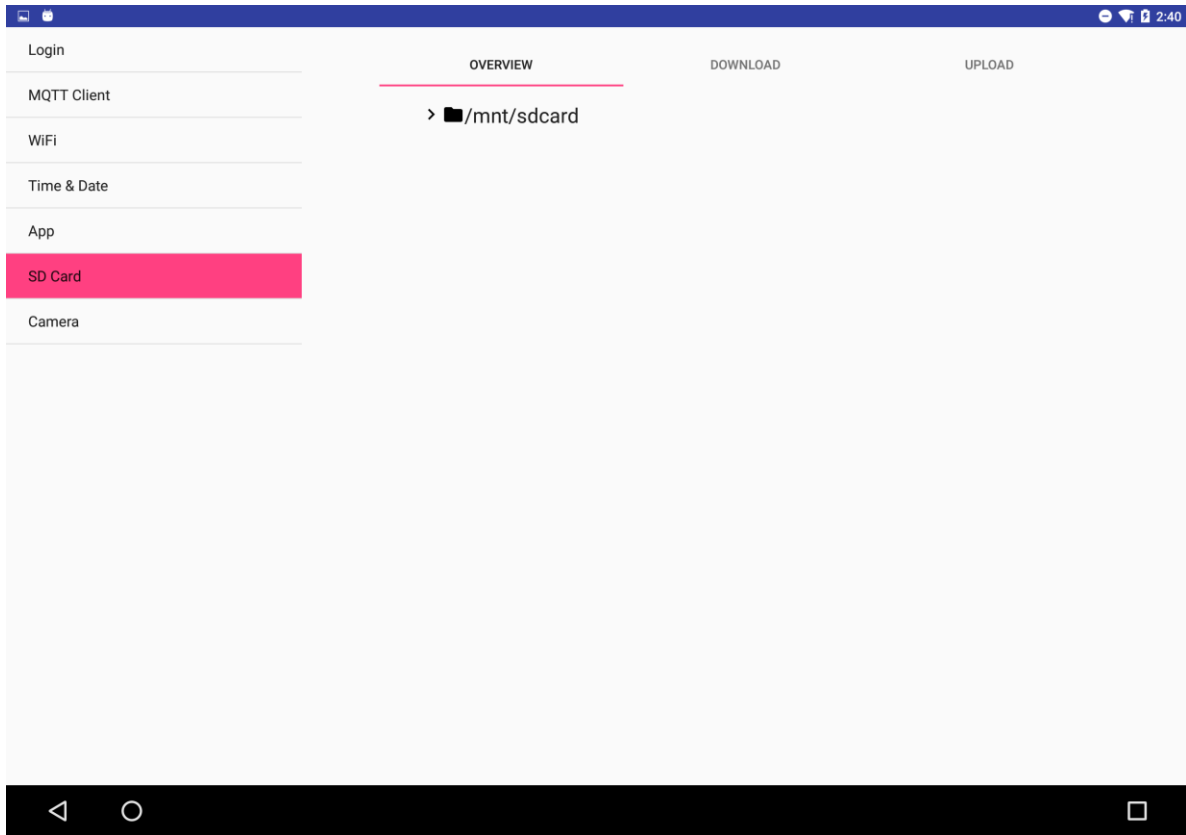 2:40
Login
MQTT Client
WiFi
Time & Date
App
SD Card
Camera
OVERVIEW DOWNLOAD UPLOAD
/mnt/sdcard